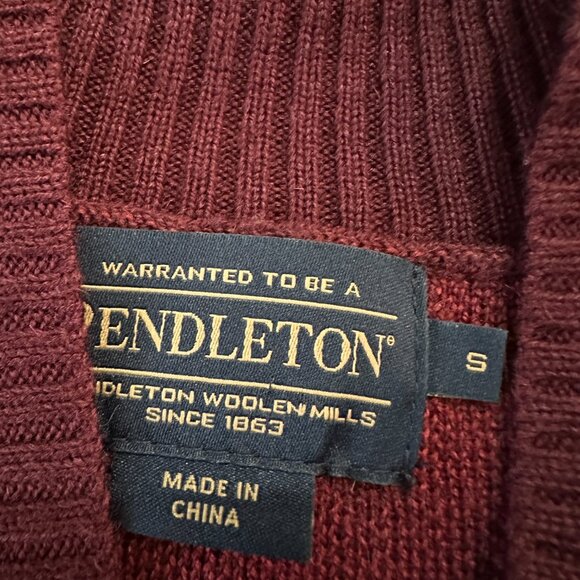 WARRANTED TO BE A
PENDLETON®
NDLETON WOOLEN MILLS
SINCE 1863
S
MADE IN
CHINA